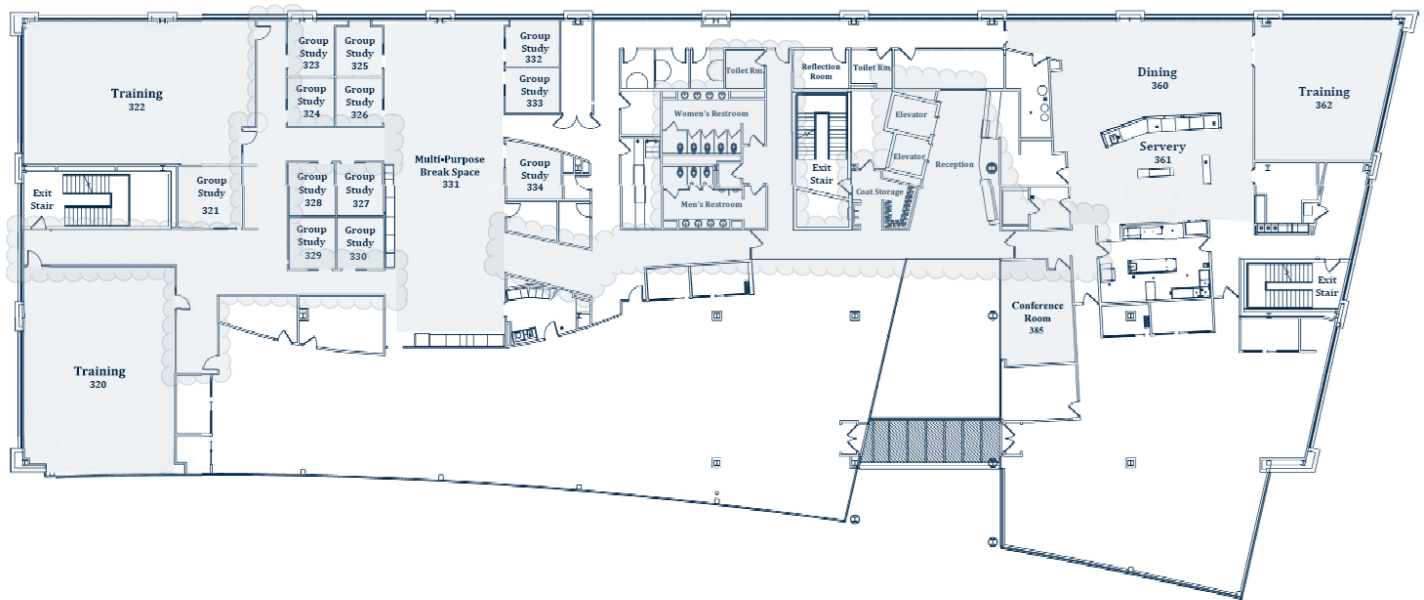 Training
322
Group
Study
323
Group
Study
325
Group
Study
324
Group
Study
326
Group
Study
332
Group
Study
333
Toilet Rm.
Reflection
Room
Toilet Rm.
Dining
360
Training
362
Women's Restroom
Elevator
Elevator
Reception
Servery
361
Multi-Purpose
Break Space
331
Group
Study
334
Exit
Stair
Group
Study
321
Group
Study
328
Group
Study
327
Exit
Stair
Coat Storage
Men's Restroom
Group
Study
329
Group
Study
330
Exit
Stair
Conference
Room
385
Training
320